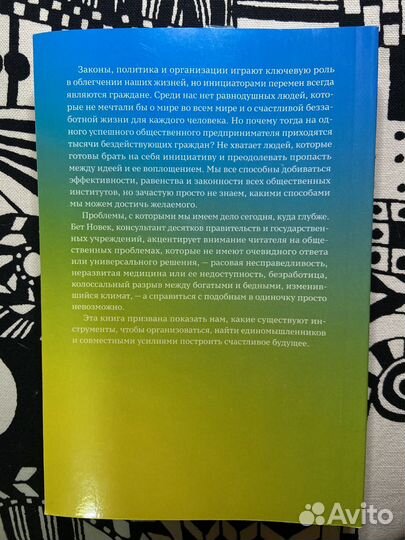 Законы, политика и организации играют ключевую роль
в облегчении наших жизней, но инициаторами перемен всегда
являются граждане. Среди нас нет равнодушных людей, кото-
рые не мечтали бы о мире во всем мире и о счастливой безза-
ботной жизни для каждого человека. Но почему тогда на од-
ного успешного общественного предпринимателя приходятся
тысячи бездействующих граждан? Не хватает людей, которые
готовы брать на себя инициативу и преодолевать пропасть
между идеей и ее воплощением. Мы все способны добиваться
эффективности, равенства и законности всех общественных
институтов, но зачастую просто не знаем, какими способами
мы можем достичь желаемого.
Проблемы, с которыми мы имеем дело сегодня, куда глубже.
Бет Новек, консультант десятков правительств и государствен-
ных учреждений, акцентирует внимание читателя на обще-
ственных проблемах, которые не имеют очевидного ответа
или универсального решения, — расовая несправедливость,
неразвитая медицина или ее недоступность, безработица,
колоссальный разрыв между богатыми и бедными, изменив-
шийся климат, — а справиться с подобным в одиночку просто
невозможно.
Эта книга призвана показать нам, какие существуют ин-
струменты, чтобы организоваться, найти единомышленников
и совместными усилиями построить счастливое будущее.
Avito